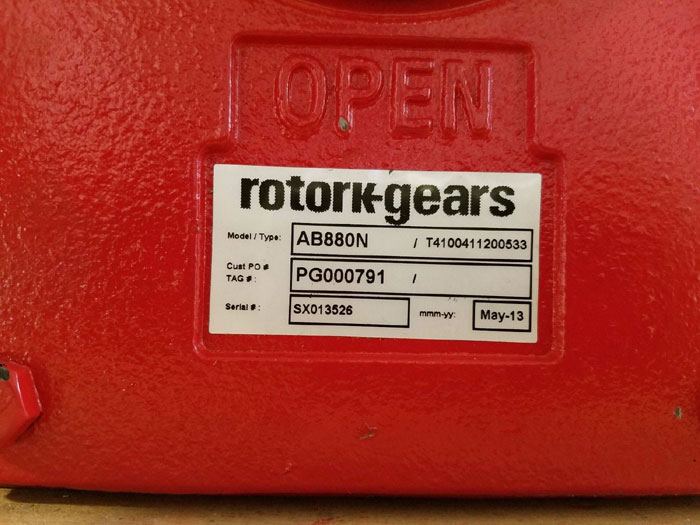 OPEN
rotork-gears
Model / Type: AB880N / T4100411200533
Cust PO #
TAG #: PG000791 /
Serial #: SX013526 mmm-yy: May-13